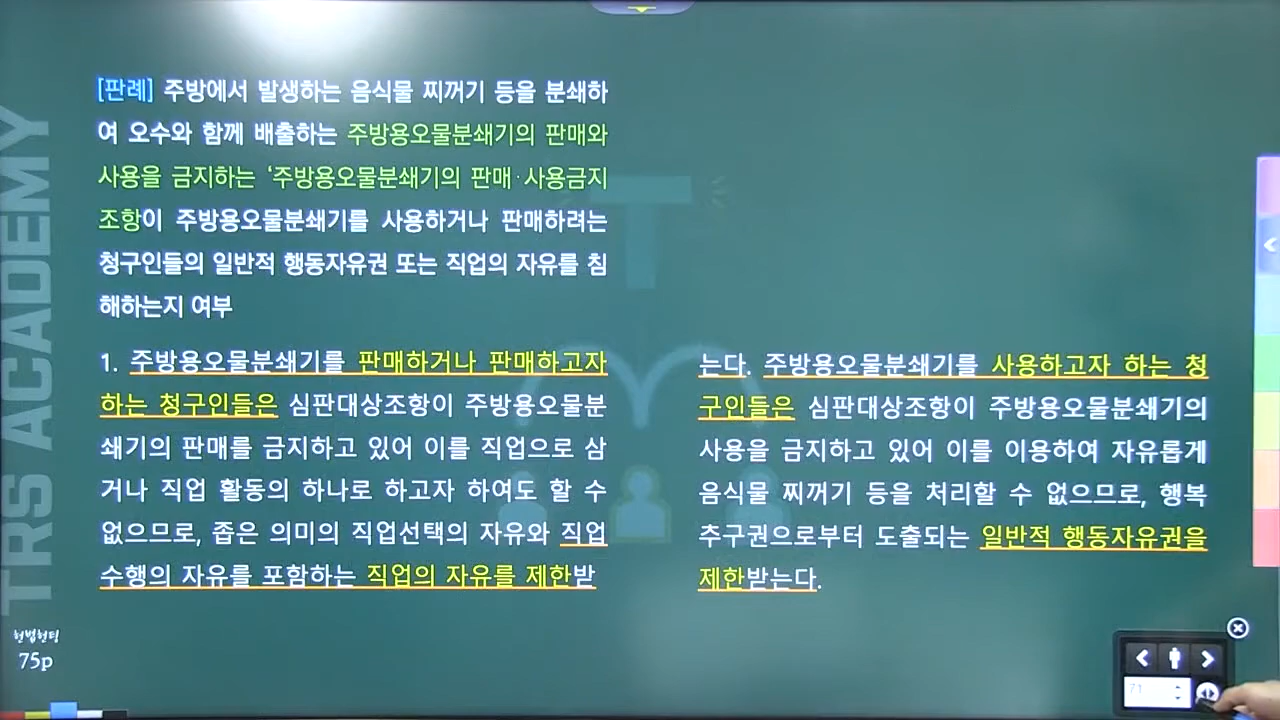 [판례] 주방에서 발생하는 음식물 찌꺼기 등을 분쇄하
여 오수와 함께 배출하는 주방용오물분쇄기의 판매와
사용을 금지하는 ‘주방용오물분쇄기의 판매·사용금지
조항이 주방용오물분쇄기를 사용하거나 판매하려는
청구인들의 일반적 행동자유권 또는 직업의 자유를 침
해하는지 여부
1. 주방용오물분쇄기를 판매하거나 판매하고자
하는 청구인들은 심판대상조항이 주방용오물분
쇄기의 판매를 금지하고 있어 이를 직업으로 삼
거나 직업 활동의 하나로 하고자 하여도 할 수
없으므로, 좁은 의미의 직업선택의 자유와 직업
수행의 자유를 포함하는 직업의 자유를 제한받
는다. 주방용오물분쇄기를 사용하고자 하는 청
구인들은 심판대상조항이 주방용오물분쇄기의
사용을 금지하고 있어 이를 이용하여 자유롭게
음식물 찌꺼기 등을 처리할 수 없으므로, 행복
추구권으로부터 도출되는 일반적 행동자유권을
제한받는다.
TRS ACADEMY
헌법헌팅
75p
71